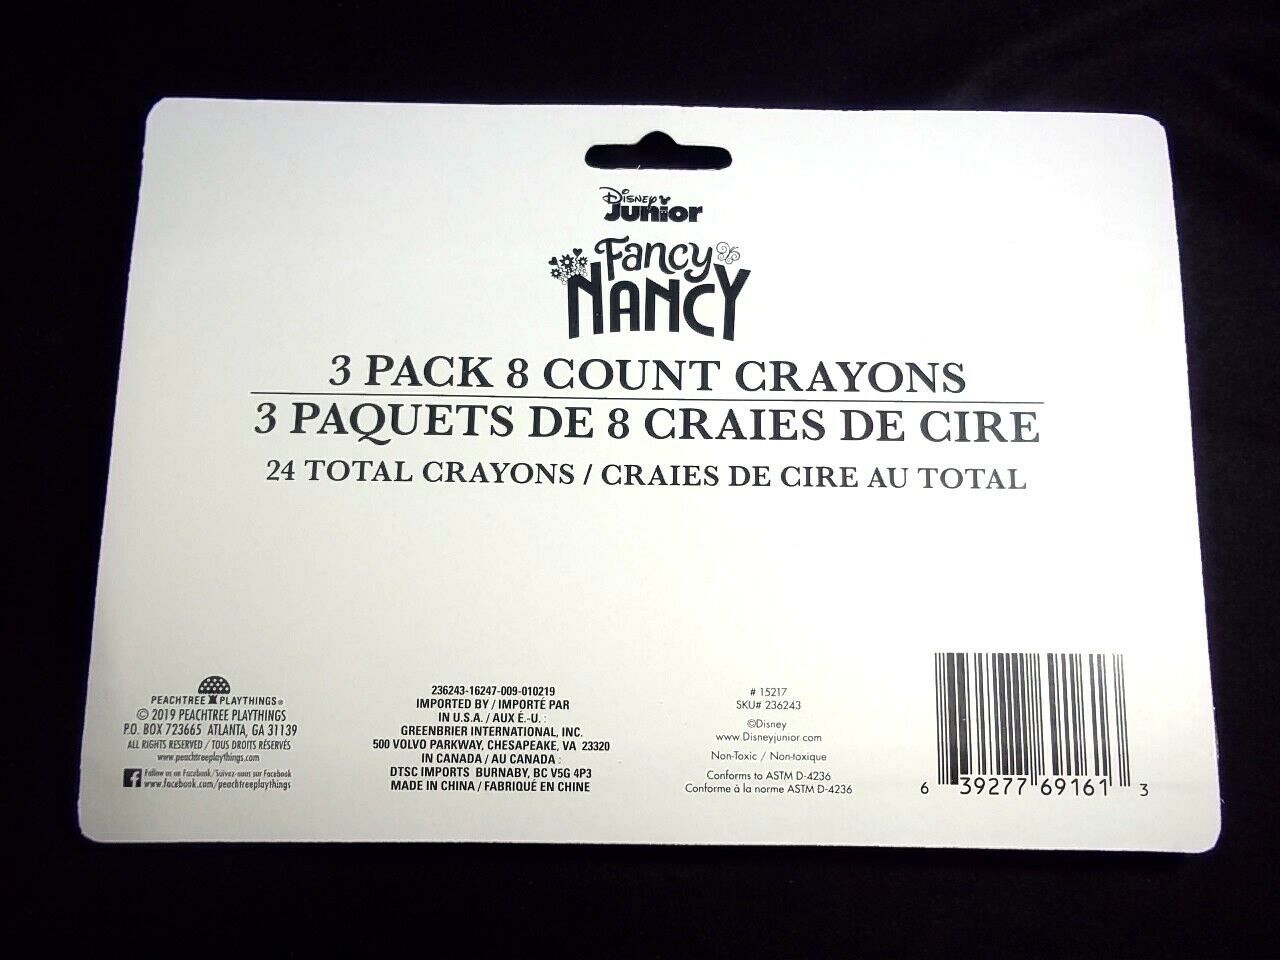 Disney
Junior
Fancy
NANCY
3 PACK 8 COUNT CRAYONS
3 PAQUETS DE 8 CRAIES DE CIRE
24 TOTAL CRAYONS / CRAIES DE CIRE AU TOTAL
PEACHTREE PLAYTHINGS®
© 2019 PEACHTREE PLAYTHINGS
P.O. BOX 723665 ATLANTA, GA 31139
ALL RIGHTS RESERVED / TOUS DROITS RÉSERVÉS
www.peachtreeplaythings.com
f
Follow us on Facebook/Suivez-nous sur Facebook
www.facebook.com/peachtreeplaythings
236243-16247-009-010219
IMPORTED BY / IMPORTÉ PAR
IN U.S.A. / AUX É.-U. :
GREENBRIER INTERNATIONAL, INC.
500 VOLVO PARKWAY, CHESAPEAKE, VA 23320
IN CANADA / AU CANADA :
DTSC IMPORTS BURNABY, BC V5G 4P3
MADE IN CHINA / FABRIQUÉ EN CHINE
# 15217
SKU# 236243
©Disney
www.Disneyjunior.com
Non-Toxic / Non-toxique
Conforms to ASTM D-4236
Conforme à la norme ASTM D-4236
6 39277 69161 3